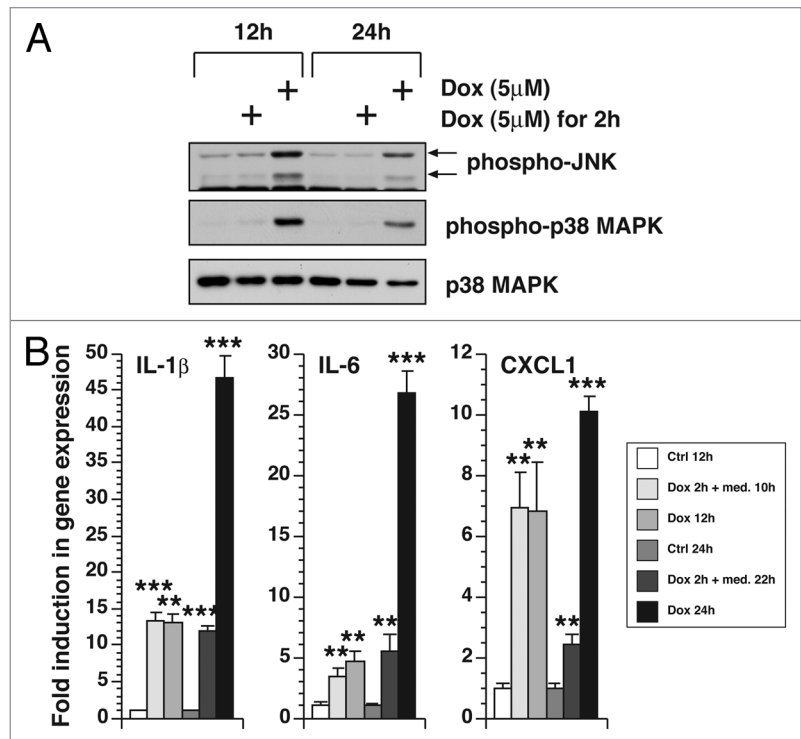 A
12h 24h
+ + Dox (5μM)
+ + Dox (5μM) for 2h
phospho-JNK
phospho-p38 MAPK
p38 MAPK
B
Fold induction in gene expression
IL-1β
50
45
40
35
30
25
20
15
10
5
0
***
***
**
***
IL-6
30
25
20
15
10
5
0
***
**
**
**
CXCL1
12
10
8
6
4
2
0
***
**
**
**
Ctrl 12h
Dox 2h + med. 10h
Dox 12h
Ctrl 24h
Dox 2h + med. 22h
Dox 24h